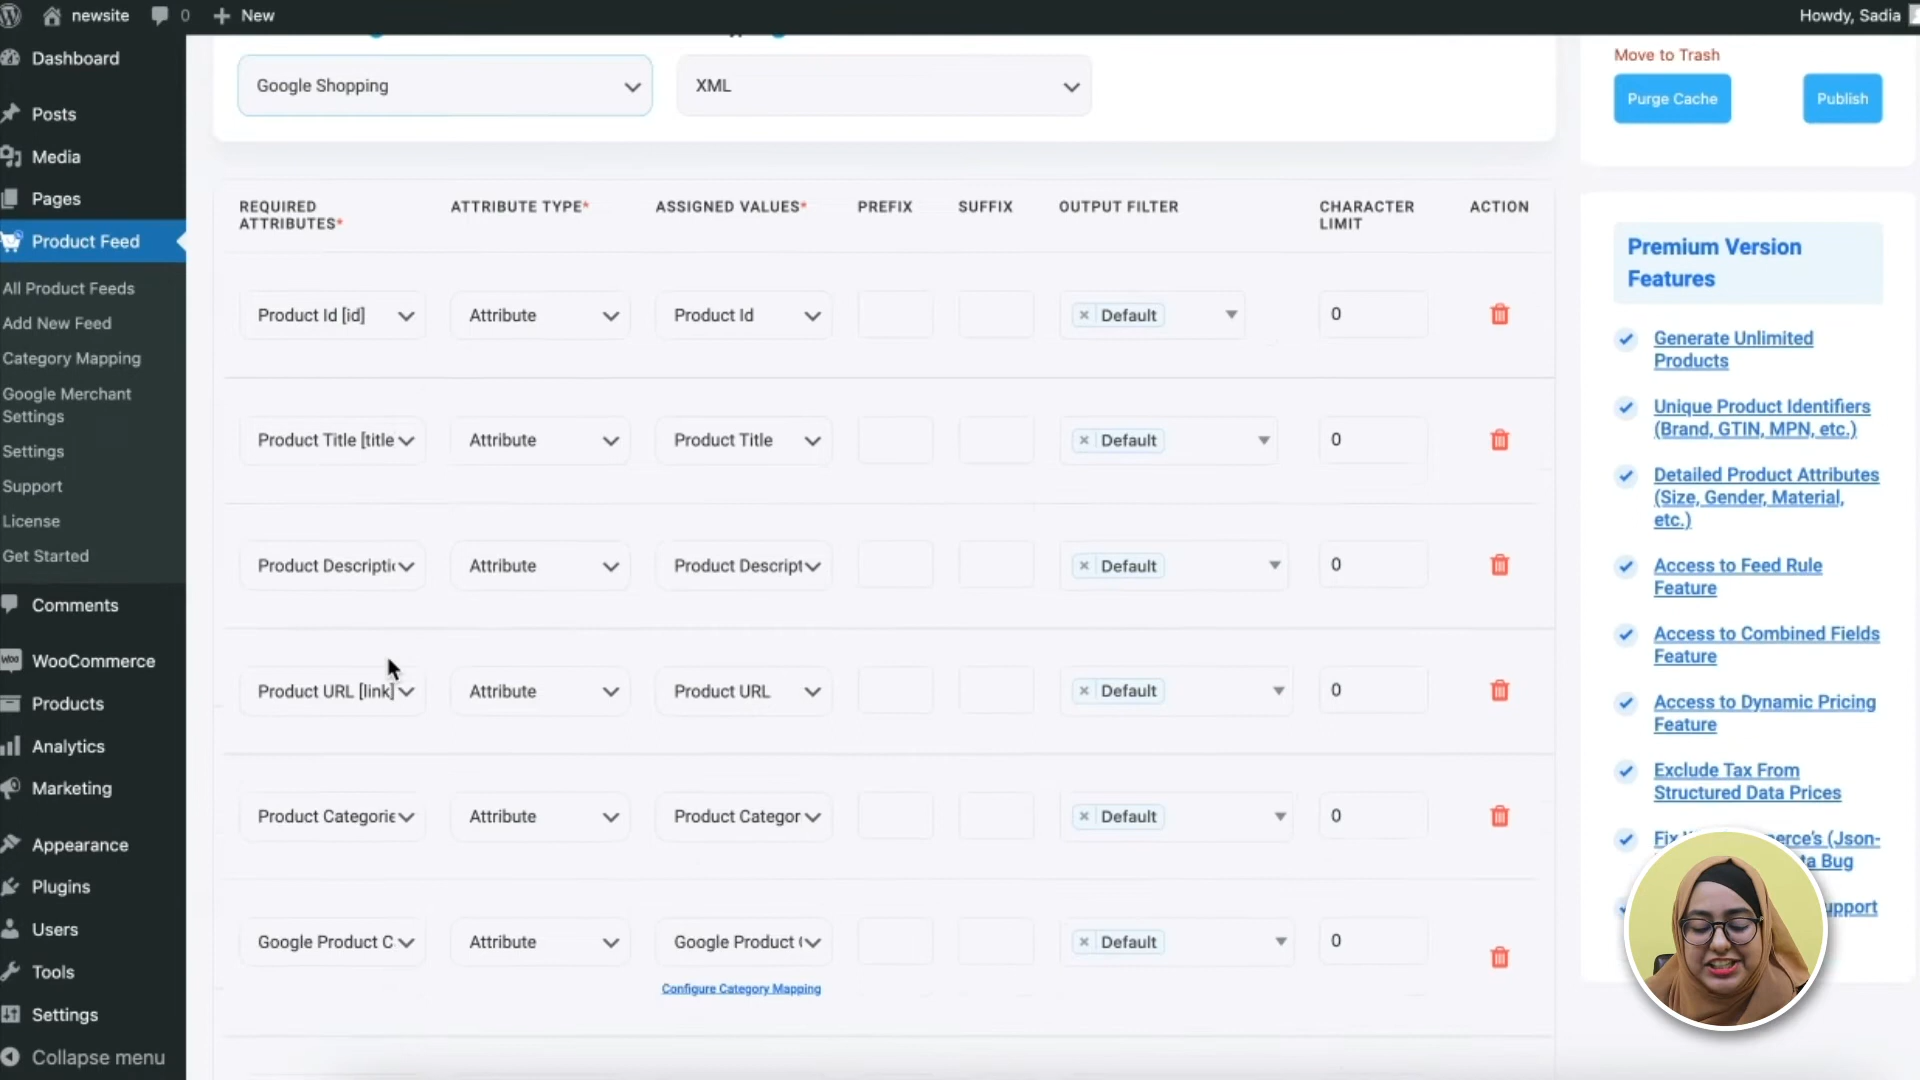 newsite
0
New
Howdy, Sadia
Dashboard
Posts
Media
Pages
Product Feed
All Product Feeds
Add New Feed
Category Mapping
Google Merchant
Settings
Settings
Support
License
Get Started
Comments
WooCommerce
Products
Analytics
Marketing
Appearance
Plugins
Users
Tools
Settings
Collapse menu
Google Shopping
XML
REQUIRED
ATTRIBUTES*
ATTRIBUTE TYPE*
ASSIGNED VALUES*
PREFIX
SUFFIX
OUTPUT FILTER
CHARACTER
LIMIT
ACTION
Product Id [id]
Attribute
Product Id
× Default
0
Product Title [title
Attribute
Product Title
× Default
0
Product Descriptic
Attribute
Product Descript
× Default
0
Product URL [link]
Attribute
Product URL
× Default
0
Product Categorie
Attribute
Product Categor
× Default
0
Google Product C
Attribute
Google Product (
× Default
0
Configure Category Mapping
Move to Trash
Purge Cache
Publish
Premium Version
Features
Generate Unlimited
Products
Unique Product Identifiers
(Brand, GTIN, MPN, etc.)
Detailed Product Attributes
(Size, Gender, Material,
etc.)
Access to Feed Rule
Feature
Access to Combined Fields
Feature
Access to Dynamic Pricing
Feature
Exclude Tax From
Structured Data Prices
Fix
erce's (Json-
ta Bug
upport